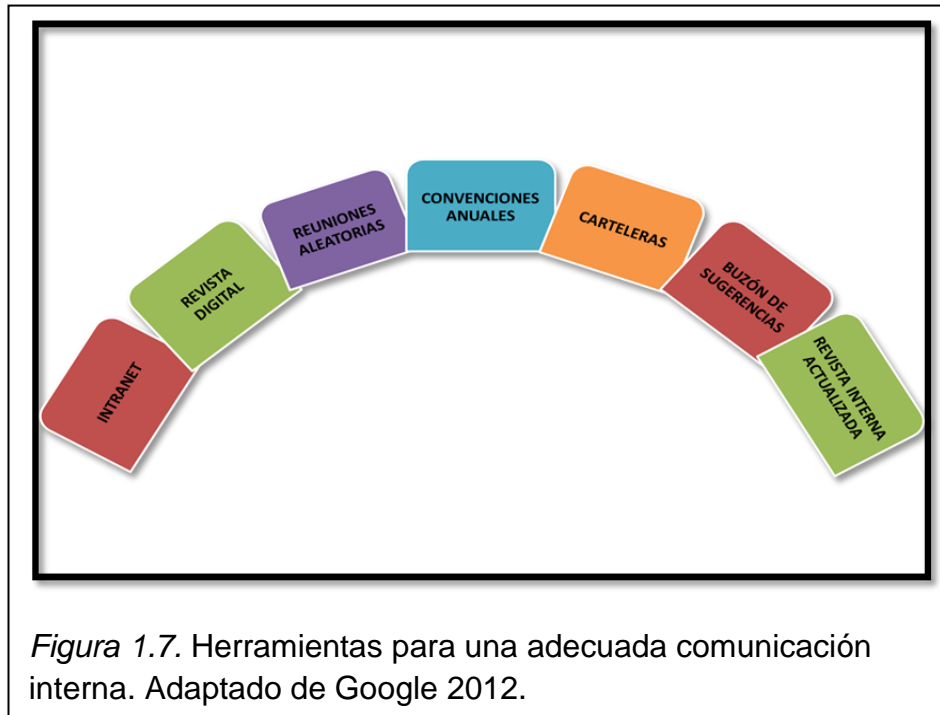 INTRANET
REVISTA
DIGITAL
REUNIONES
ALEATORIAS
CONVENCIONES
ANUALES
CARTELERAS
BUZÓN DE
SUGERENCIAS
REVISTA INTERNA
ACTUALIZADA
Figura 1.7. Herramientas para una adecuada comunicación
interna. Adaptado de Google 2012.